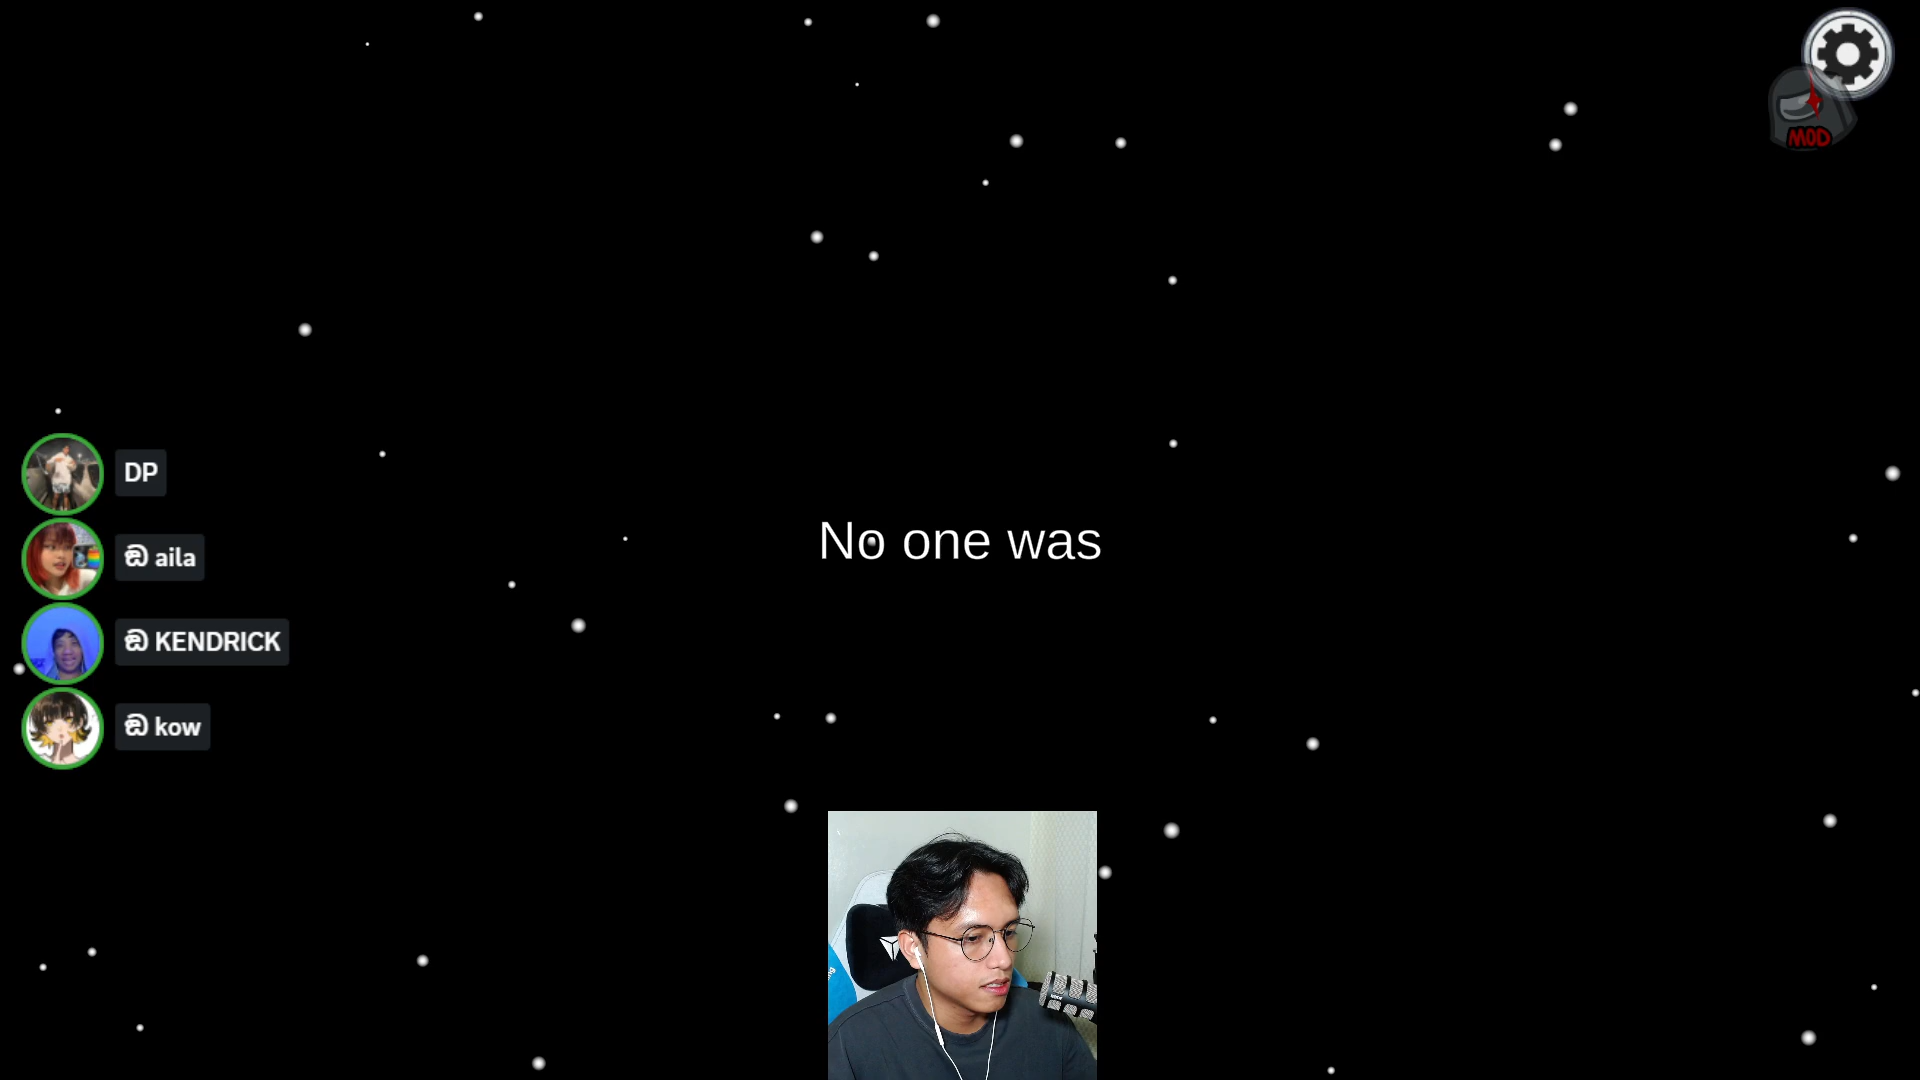 MOD
DP
ඞ aila
No one was
ඞ KENDRICK
ඞ kow